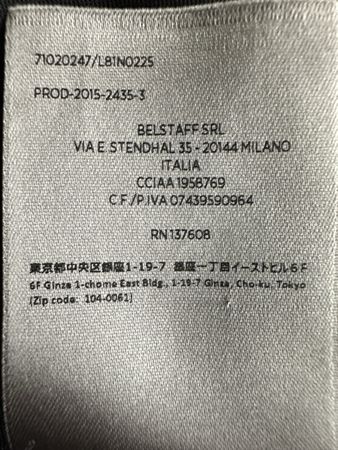 71020247/L81N0225
PROD-2015-2435-3
BELSTAFF SRL
VIA E. STENDHAL 35 - 20144 MILANO
ITALIA
CCIAA 1958769
C.F./P.IVA 07439590964
RN 137608
東京都中央区銀座1-19-7 銀座一丁目イーストビル6F
6F Ginza 1-chome East Bldg., 1-19-7 Ginza, Cho-ku, Tokyo
(Zip code: 104-0061)